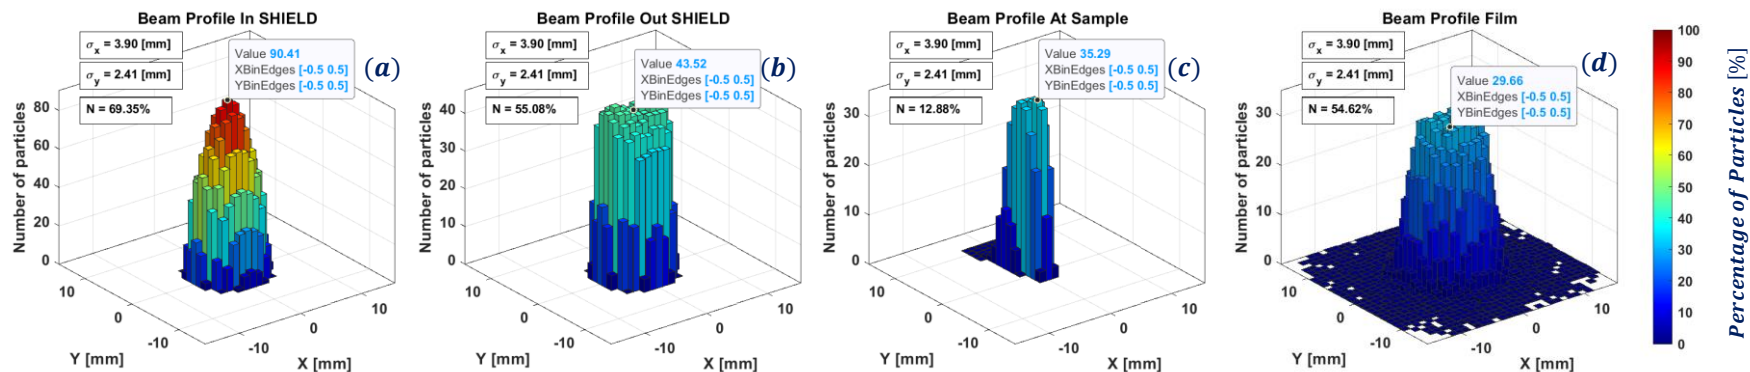 Beam Profile In SHIELD
σx = 3.90 [mm]
σy = 2.41 [mm]
N = 69.35%
Value 90.41
XBinEdges [-0.5 0.5]
YBinEdges [-0.5 0.5]
(a)
Number of particles
80
60
40
20
0
10
0
-10
Y [mm]
-10
0
10
X [mm]
Beam Profile Out SHIELD
σx = 3.90 [mm]
σy = 2.41 [mm]
N = 55.08%
Value 43.52
XBinEdges [-0.5 0.5]
YBinEdges [-0.5 0.5]
(b)
Number of particles
40
30
20
10
0
10
0
-10
Y [mm]
-10
0
10
X [mm]
Beam Profile At Sample
σx = 3.90 [mm]
σy = 2.41 [mm]
N = 12.88%
Value 35.29
XBinEdges [-0.5 0.5]
YBinEdges [-0.5 0.5]
(c)
Number of particles
30
20
10
0
10
0
-10
Y [mm]
-10
0
10
X [mm]
Beam Profile Film
σx = 3.90 [mm]
σy = 2.41 [mm]
N = 54.62%
Value 29.66
XBinEdges [-0.5 0.5]
YBinEdges [-0.5 0.5]
(d)
Number of particles
30
20
10
0
10
0
-10
Y [mm]
-10
0
10
X [mm]
100
90
80
70
60
50
40
30
20
10
0
Percentage of Particles [%]